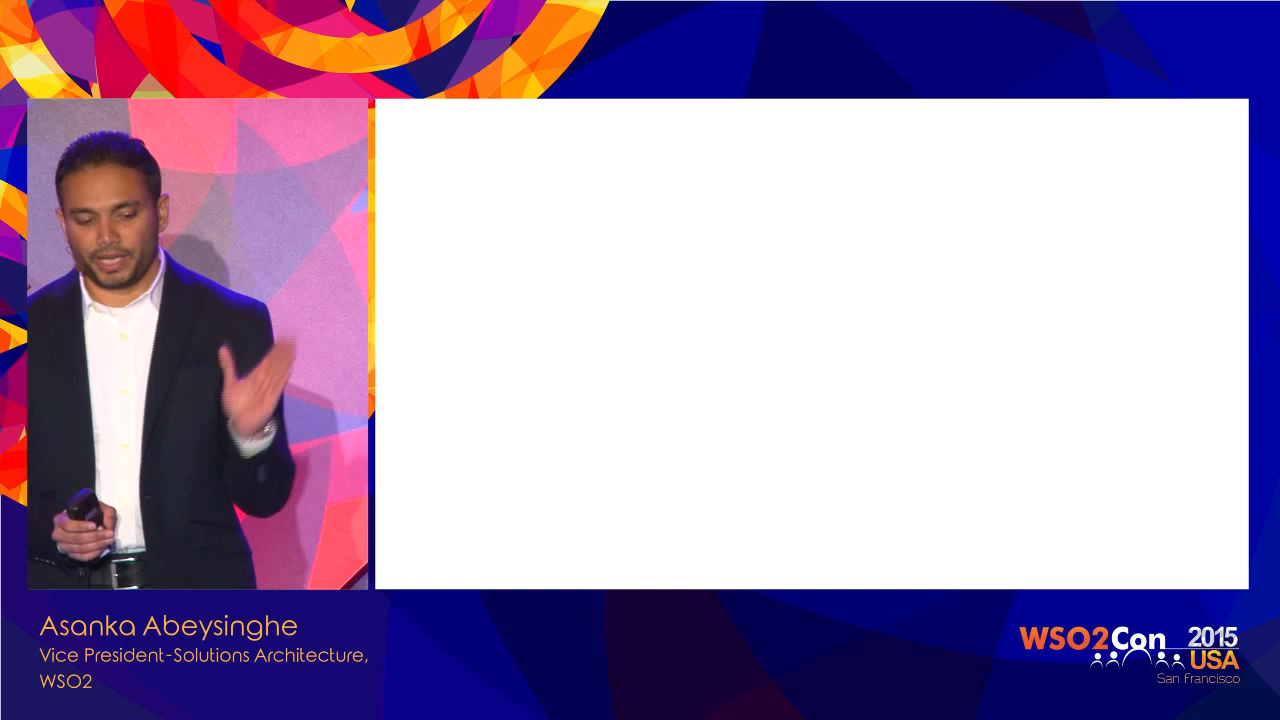 Asanka Abeysinghe
Vice President-Solutions Architecture,
WSO2
WSO2Con 2015
USA
San Francisco